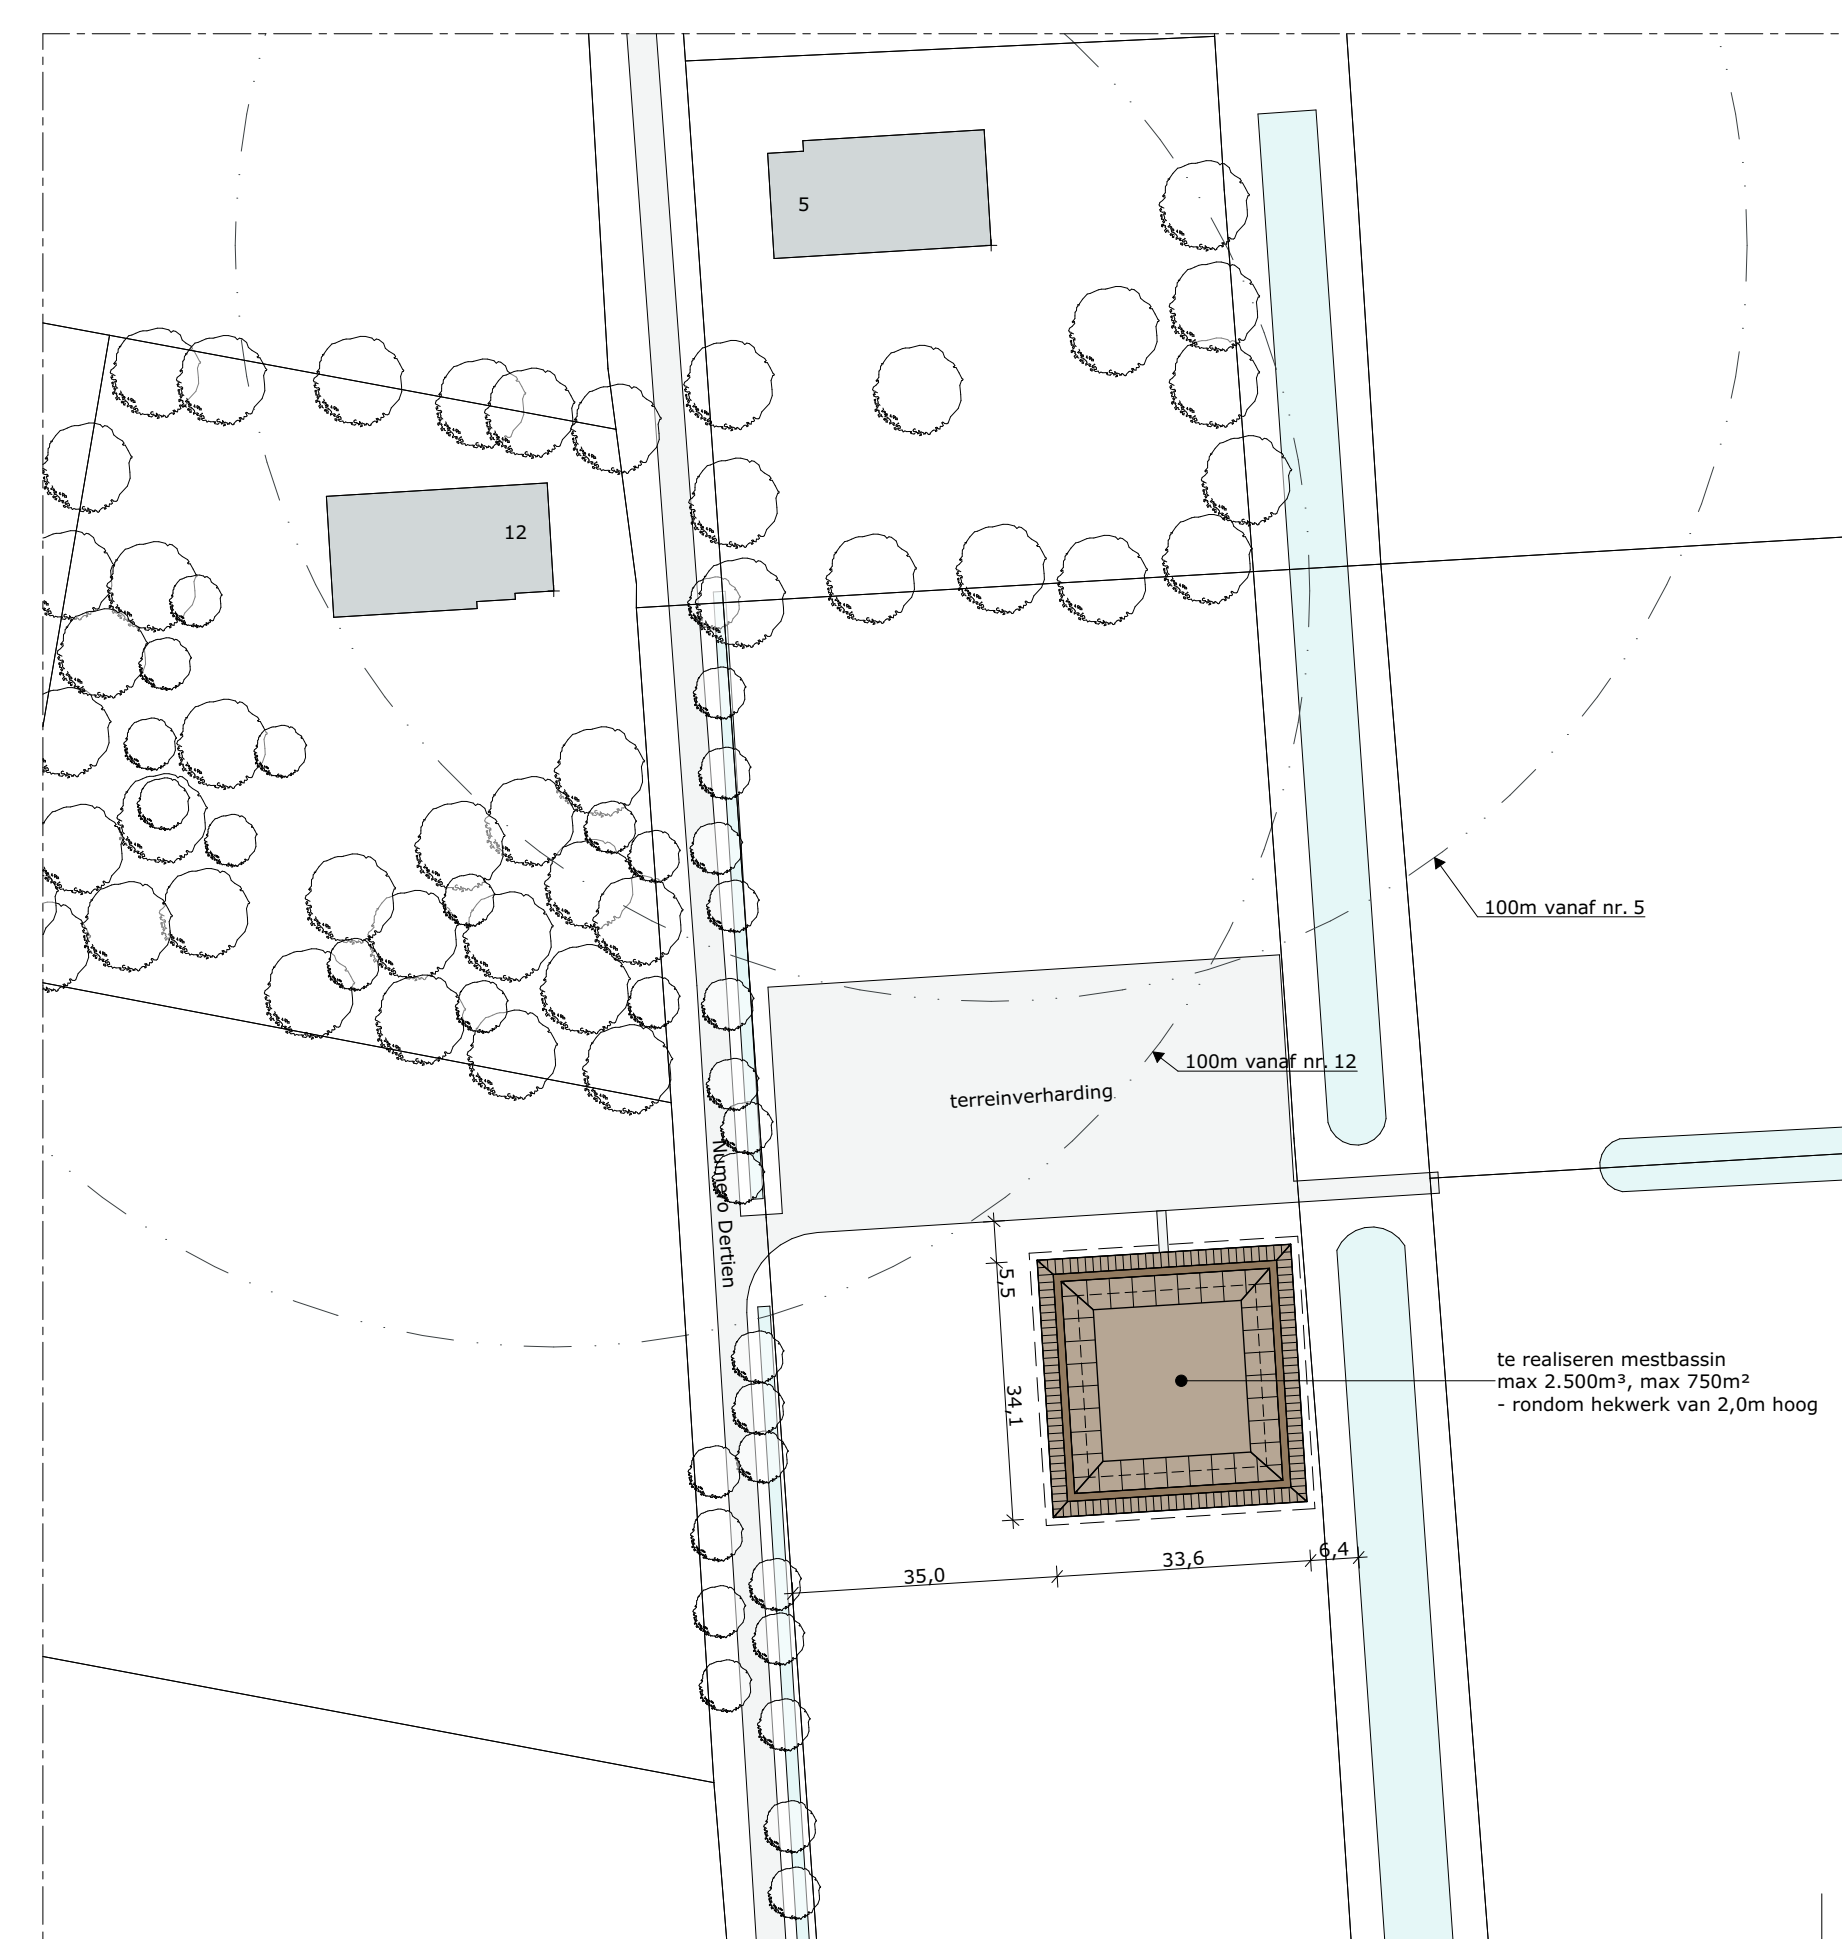 5
12
100m vanaf nr. 5
100m vanaf nr. 12
terreinverharding
Numero Dertien
5,5
34,1
te realiseren mestbassin
max 2.500m³, max 750m²
- rondom hekwerk van 2,0m hoog
35,0
33,6
6,4